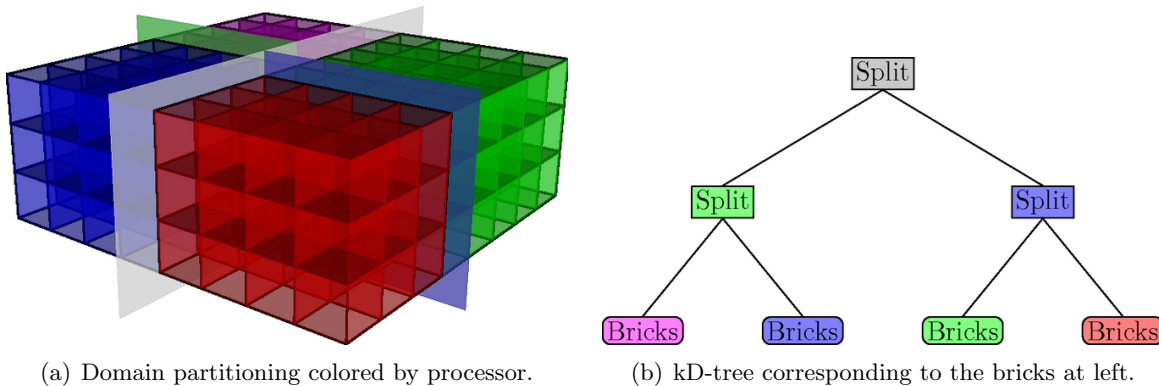 Split
Split
Split
Bricks
Bricks
Bricks
Bricks
(a) Domain partitioning colored by processor.
(b) kD-tree corresponding to the bricks at left.